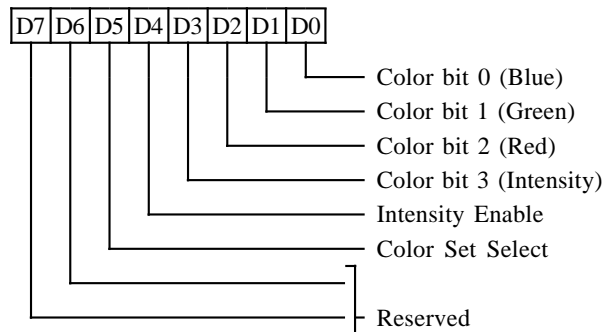 D7 D6 D5 D4 D3 D2 D1 D0
Color bit 0 (Blue)
Color bit 1 (Green)
Color bit 2 (Red)
Color bit 3 (Intensity)
Intensity Enable
Color Set Select
Reserved